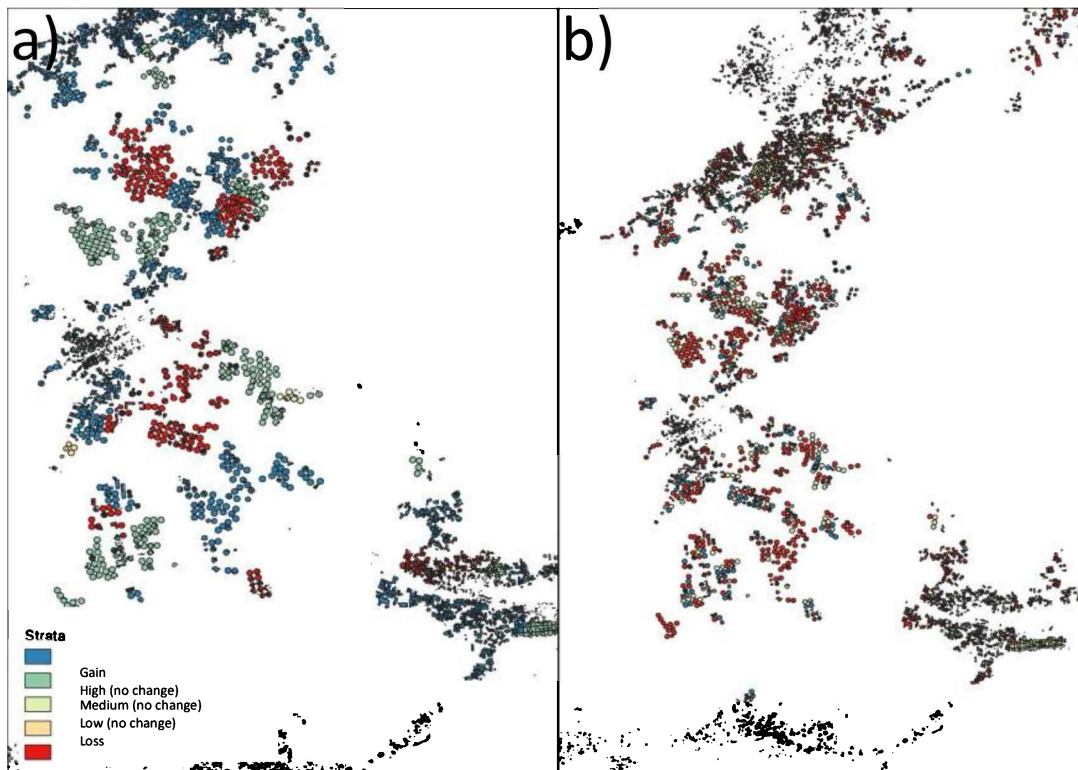 a)
b)
Strata
Gain
High (no change)
Medium (no change)
Low (no change)
Loss